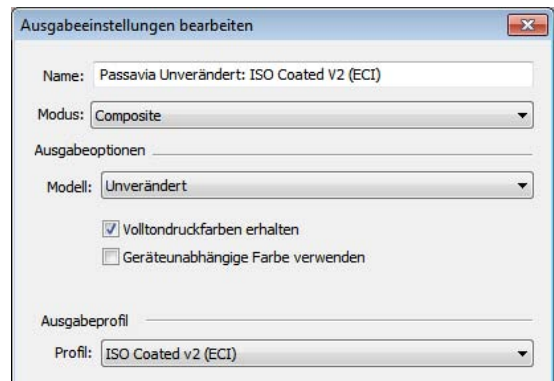 Ausgabeeinstellungen bearbeiten
Name: Passavia Unverändert: ISO Coated V2 (ECI)
Modus: Composite
Ausgabeoptionen
Modell: Unverändert
Volltondruckfarben erhalten
Geräteunabhängige Farbe verwenden
Ausgabeprofil
Profil: ISO Coated v2 (ECI)